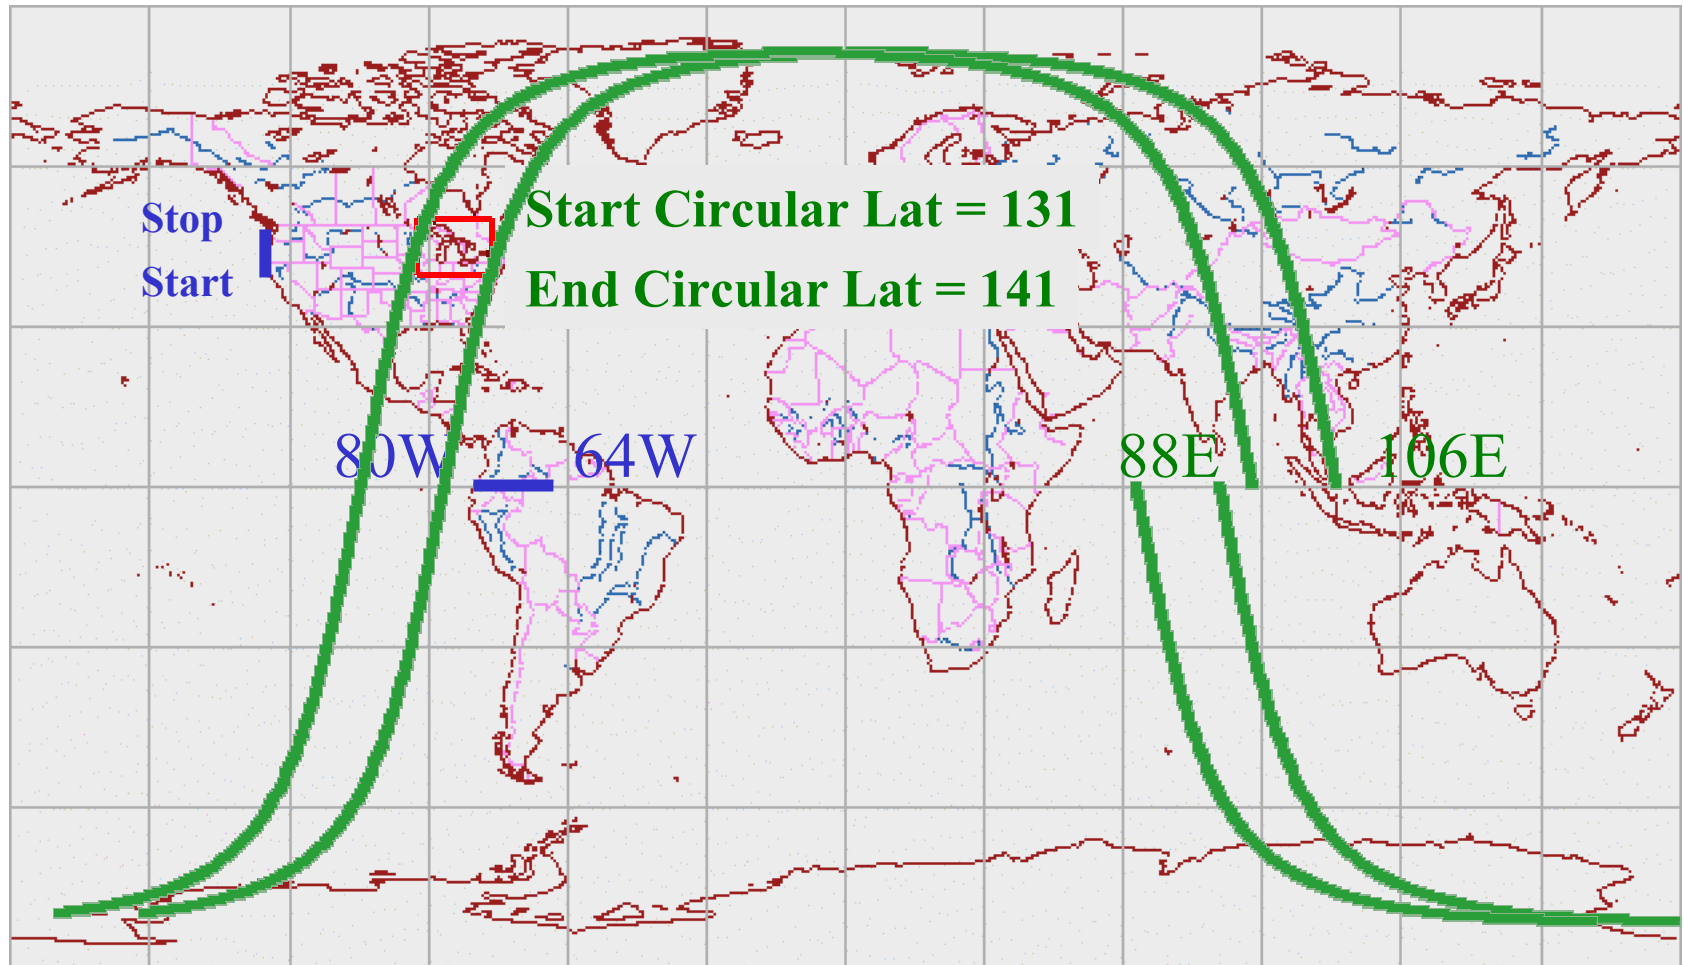 Stop
Start
Start Circular Lat = 131
End Circular Lat = 141
80W
64W
88E
106E